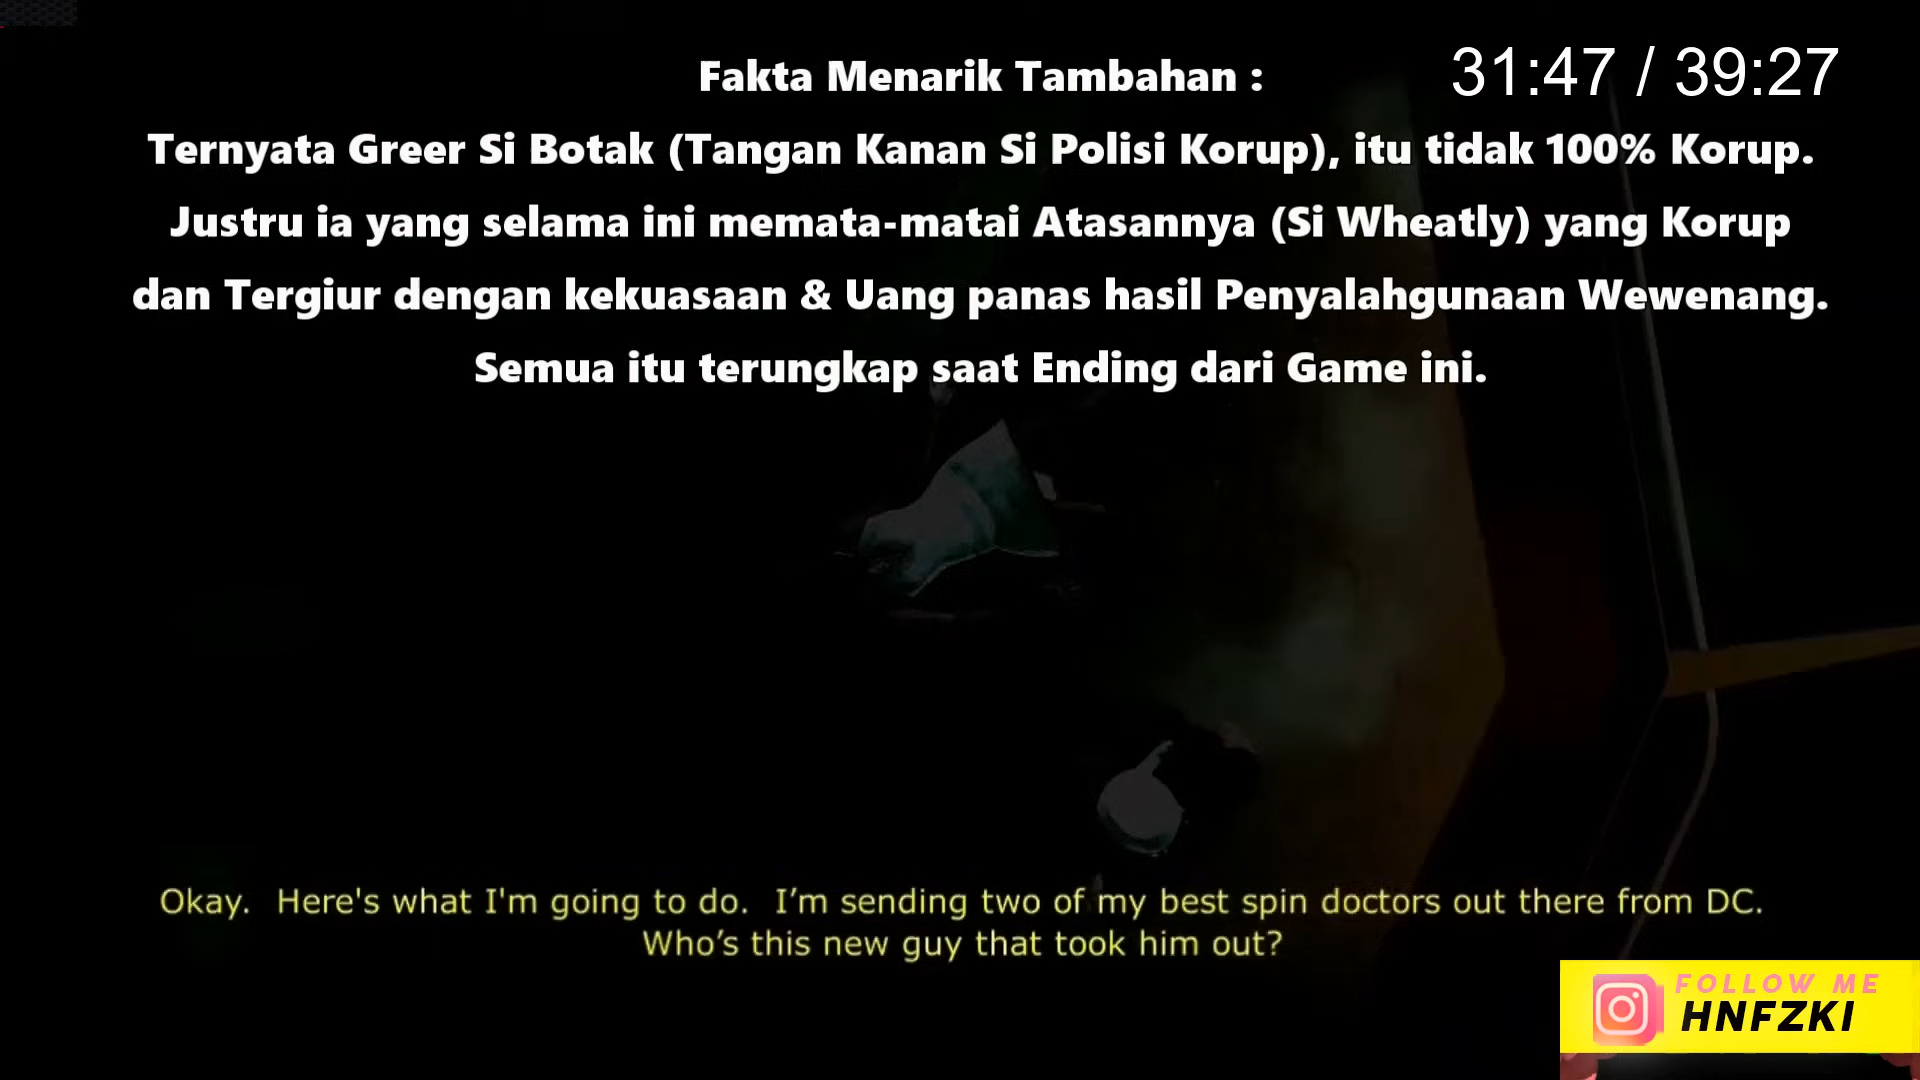 Fakta Menarik Tambahan :
31:47 / 39:27
Ternyata Greer Si Botak (Tangan Kanan Si Polisi Korup), itu tidak 100% Korup.
Justru ia yang selama ini memata-matai Atasannya (Si Wheatly) yang Korup
dan Tergiur dengan kekuasaan & Uang panas hasil Penyalahgunaan Wewenang.
Semua itu terungkap saat Ending dari Game ini.
Okay.  Here's what I'm going to do.  I’m sending two of my best spin doctors out there from DC.
Who’s this new guy that took him out?
FOLLOW ME
HNFZKI